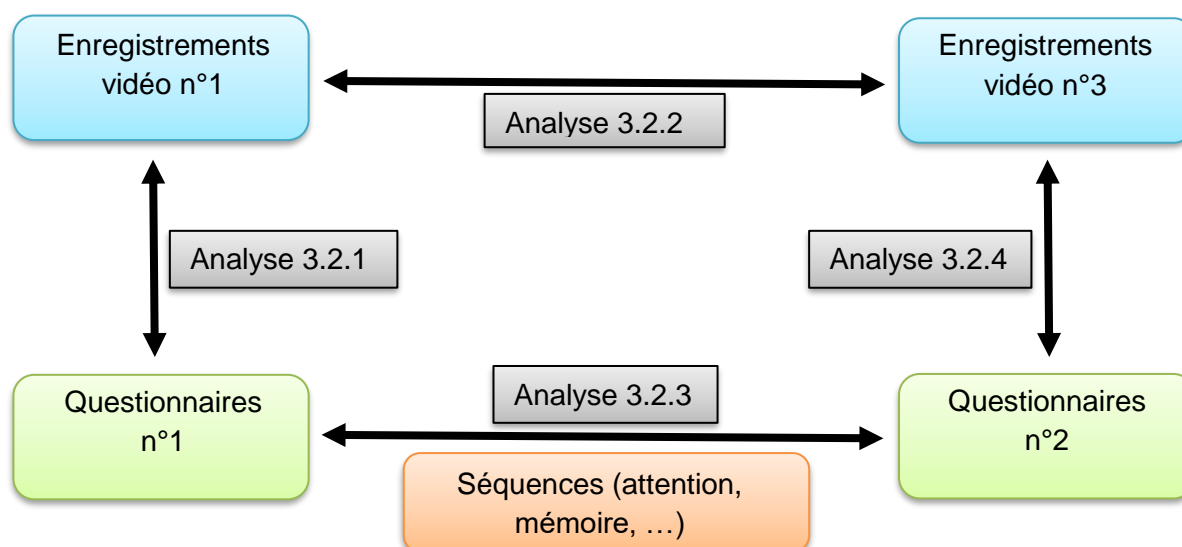 Enregistrements
vidéo n°1
Enregistrements
vidéo n°3
Analyse 3.2.2
Analyse 3.2.1
Analyse 3.2.4
Questionnaires
n°1
Analyse 3.2.3
Questionnaires
n°2
Séquences (attention,
mémoire, …)